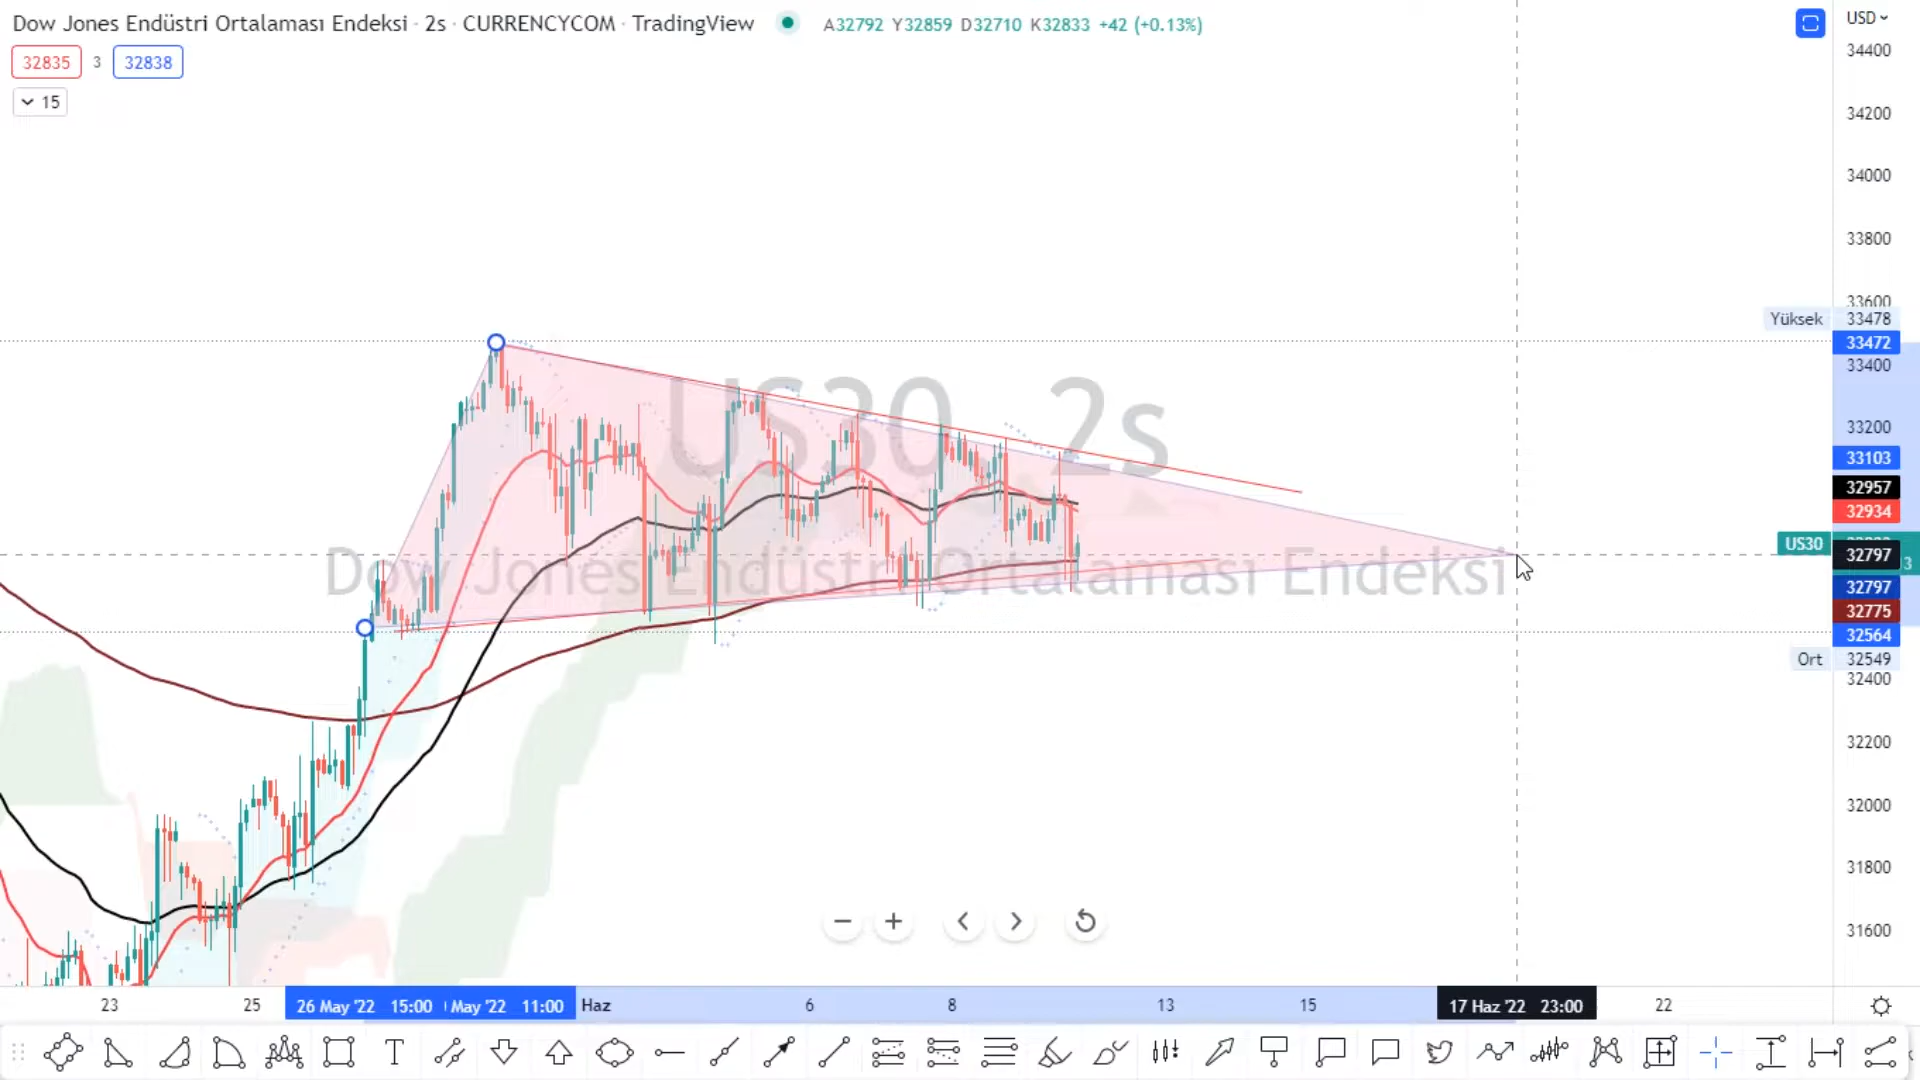 Dow Jones Endüstri Ortalaması Endeksi · 2s · CURRENCYCOM · TradingView A32792 Y32859 D32710 K32833 +42 (+0.13%)
32835 3 32838
15
USD
34400
34200
34000
33800
33600
Yüksek 33478
33472
33400
33200
33103
32957
32934
US30
32797
3
32797
32775
32564
Ort 32549
32400
32200
32000
31800
31600
US30, 2s
Dow Jones Endüstri Ortalaması Endeksi
23 25 26 May '22 15:00 May '22 11:00 Haz 6 8 13 15 17 Haz '22 23:00 22